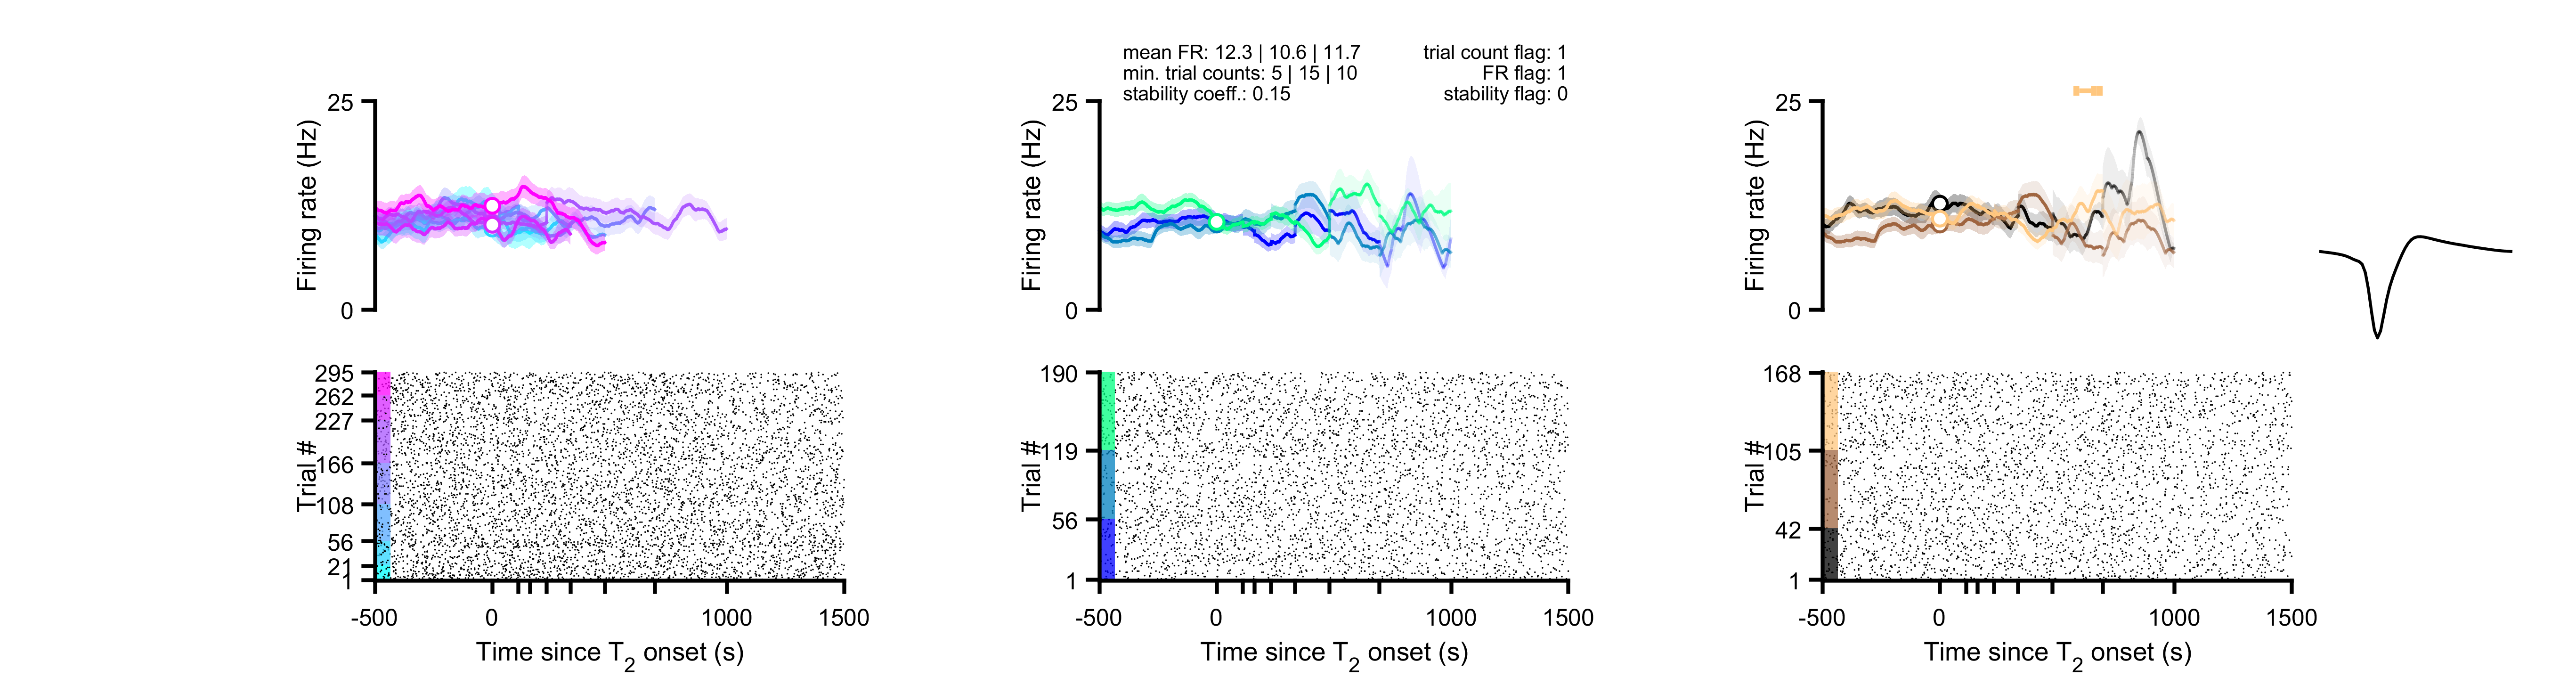 mean FR: 12.3 | 10.6 | 11.7
min. trial counts: 5 | 15 | 10
stability coeff.: 0.15
trial count flag: 1
FR flag: 1
stability flag: 0
25
Firing rate (Hz)
0
25
Firing rate (Hz)
0
25
Firing rate (Hz)
0
295
262
227
166
108
56
21
1
Trial #
-500
0
1000
1500
Time since T2 onset (s)
190
119
56
1
Trial #
-500
0
1000
1500
Time since T2 onset (s)
168
105
42
1
Trial #
-500
0
1000
1500
Time since T2 onset (s)